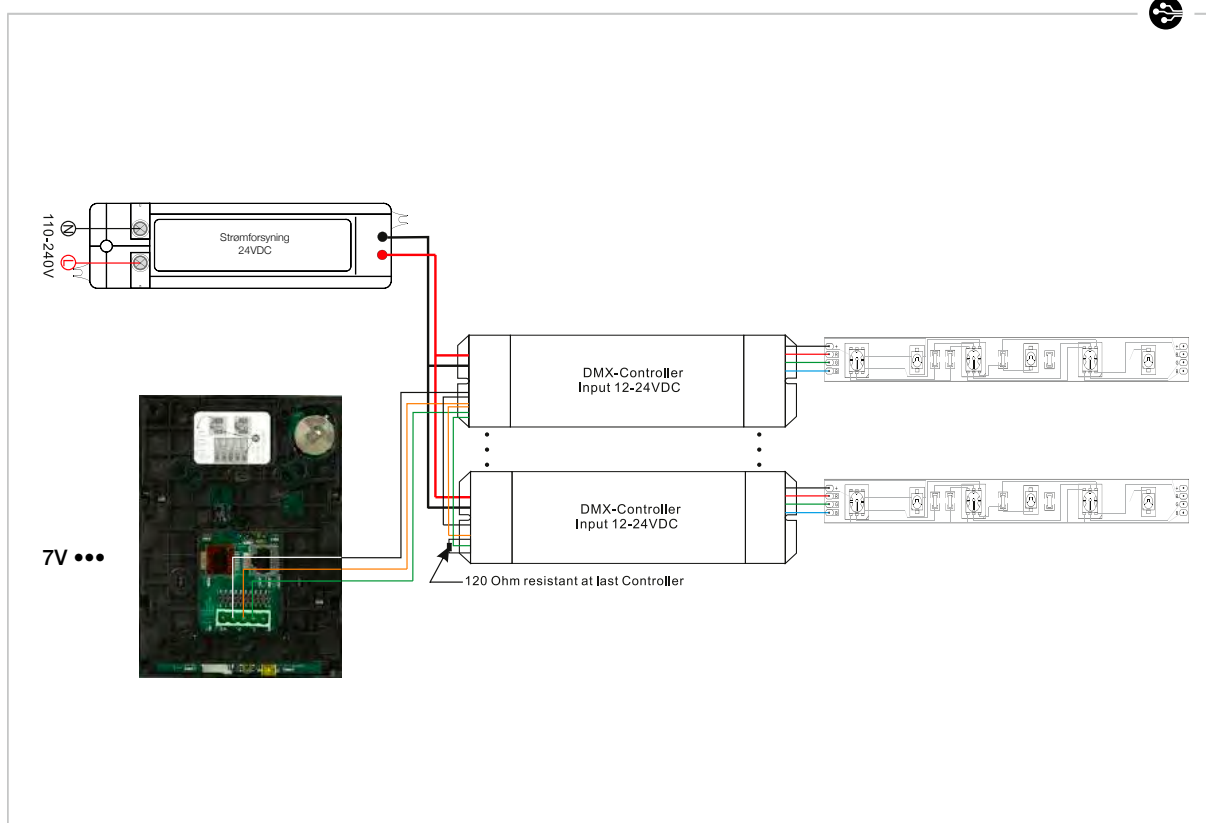 N
L
110-240V
Strømforsyning
24VDC
DMX-Controller
Input 12-24VDC
DMX-Controller
Input 12-24VDC
120 Ohm resistant at last Controller
7V •••